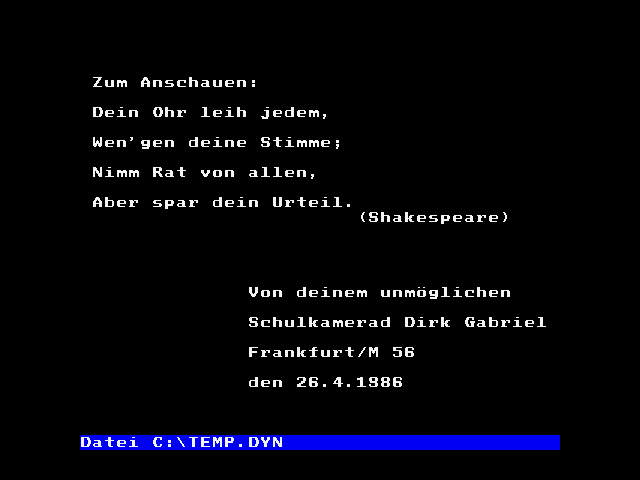 Zum Anschauen:
Dein Ohr leih jedem,
Wen'gen deine Stimme;
Nimm Rat von allen,
Aber spar dein Urteil.
(Shakespeare)
Von deinem unmöglichen
Schulkamerad Dirk Gabriel
Frankfurt/M 56
den 26.4.1986
Datei C:\TEMP.DYN